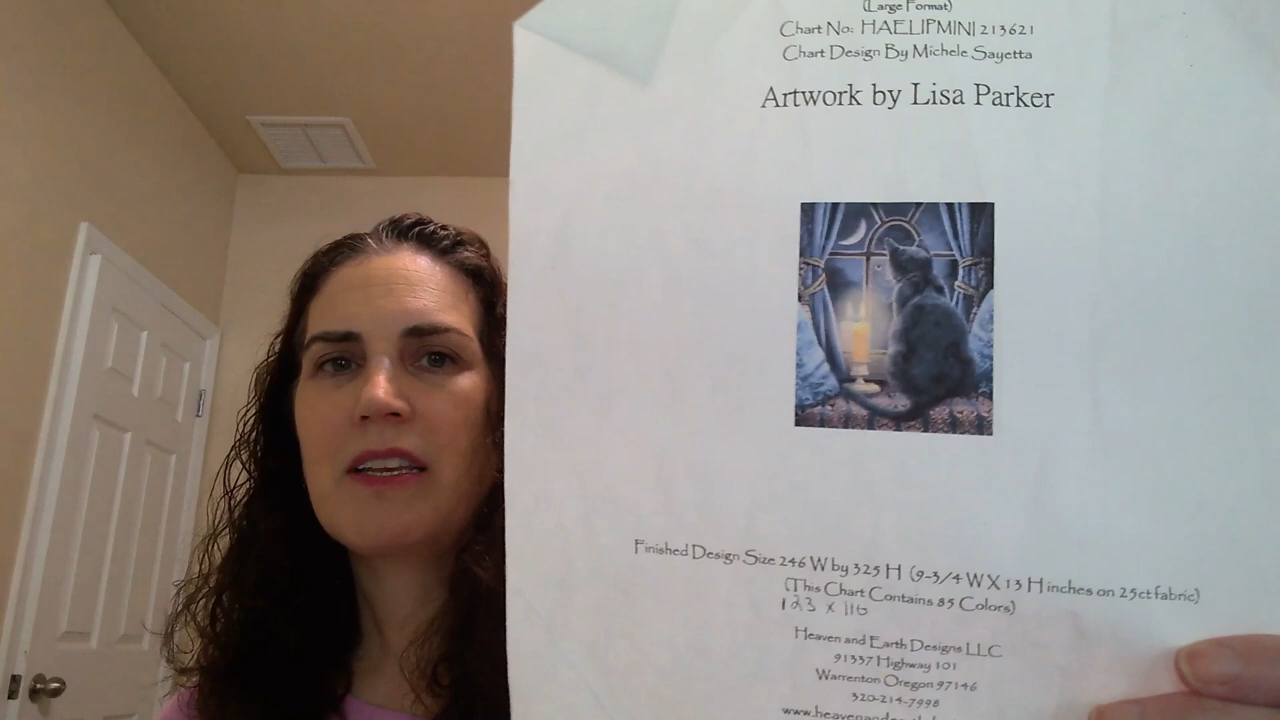 (Large Format)
Chart No: HAELIPMINI 213621
Chart Design By Michele Sayetta
Artwork by Lisa Parker
Finished Design Size 246 W by 325 H (9-3/4 W X 13 H inches on 25ct fabric)
(This Chart Contains 85 Colors)
123 x 116
Heaven and Earth Designs LLC
91337 Highway 101
Warrenton Oregon 97146
320-214-7998